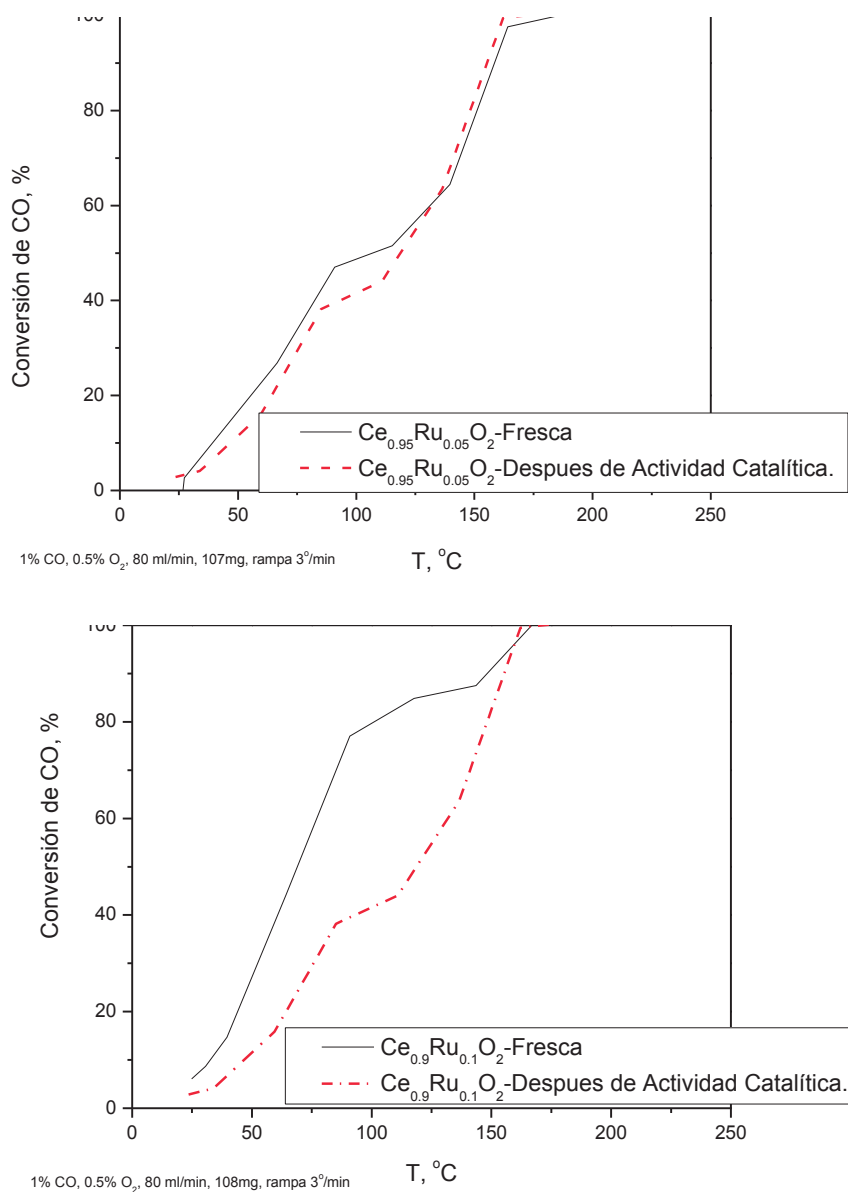 100
80
60
40
20
0
Conversión de CO, %
Ce0.95Ru0.05O2-Fresca
Ce0.95Ru0.05O2-Despues de Actividad Catalítica.
0 50 100 150 200 250
T, °C
1% CO, 0.5% O2, 80 ml/min, 107mg, rampa 3°/min
100
80
60
40
20
0
Conversión de CO, %
Ce0.9Ru0.1O2-Fresca
Ce0.9Ru0.1O2-Despues de Actividad Catalítica.
0 50 100 150 200 250
T, °C
1% CO, 0.5% O2, 80 ml/min, 108mg, rampa 3°/min